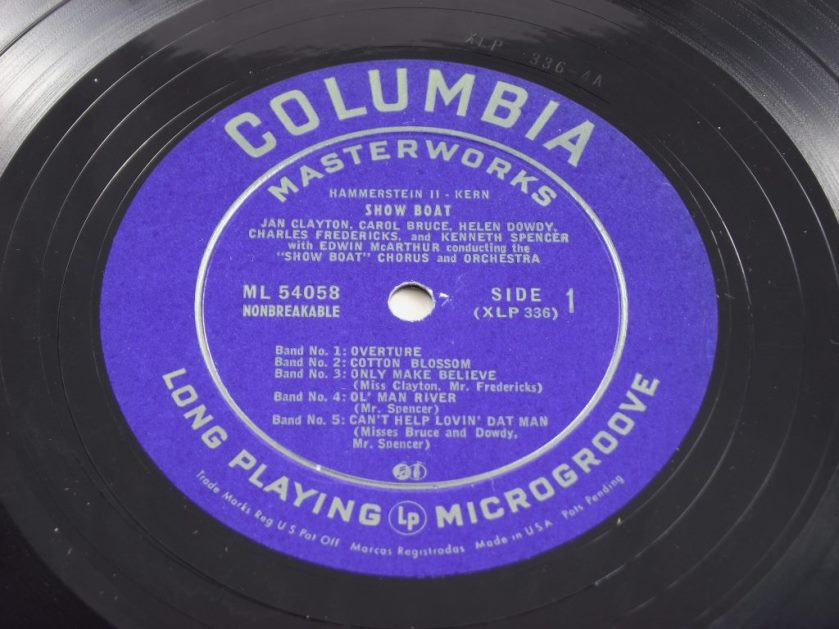 XLP 336-4A
COLUMBIA
MASTERWORKS
HAMMERSTEIN II - KERN
SHOW BOAT
JAN CLAYTON, CAROL BRUCE, HELEN DOWDY,
CHARLES FREDERICKS, and KENNETH SPENCER
with EDWIN McARTHUR conducting the
"SHOW BOAT" CHORUS and ORCHESTRA
ML 54058
NONBREAKABLE
SIDE 1
(XLP 336)
Band No. 1: OVERTURE
Band No. 2: COTTON BLOSSOM
Band No. 3: ONLY MAKE BELIEVE
(Miss Clayton, Mr. Fredericks)
Band No. 4: OL' MAN RIVER
(Mr. Spencer)
Band No. 5: CAN'T HELP LOVIN' DAT MAN
(Misses Bruce and Dowdy,
Mr. Spencer)
LONG PLAYING Lp MICROGROOVE
Trade Marks Reg U S Pat Off Marcas Registradas Made in U.S.A Pats Pending